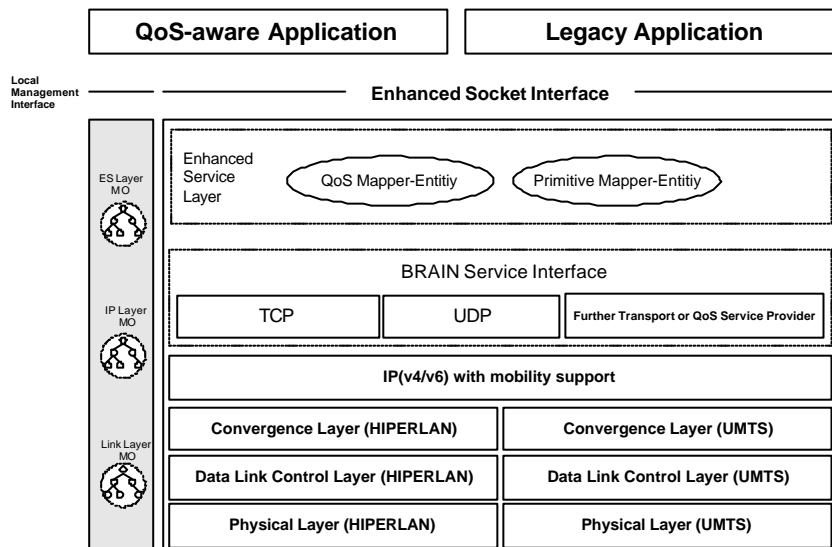 QoS-aware Application
Legacy Application
Local
Management
Interface
Enhanced Socket Interface
ES Layer
MO
Enhanced
Service
Layer
QoS Mapper-Entitiy
Primitive Mapper-Entitiy
BRAIN Service Interface
TCP
UDP
Further Transport or QoS Service Provider
IP Layer
MO
IP(v4/v6) with mobility support
Convergence Layer (HIPERLAN)
Convergence Layer (UMTS)
Link Layer
MO
Data Link Control Layer (HIPERLAN)
Data Link Control Layer (UMTS)
Physical Layer (HIPERLAN)
Physical Layer (UMTS)